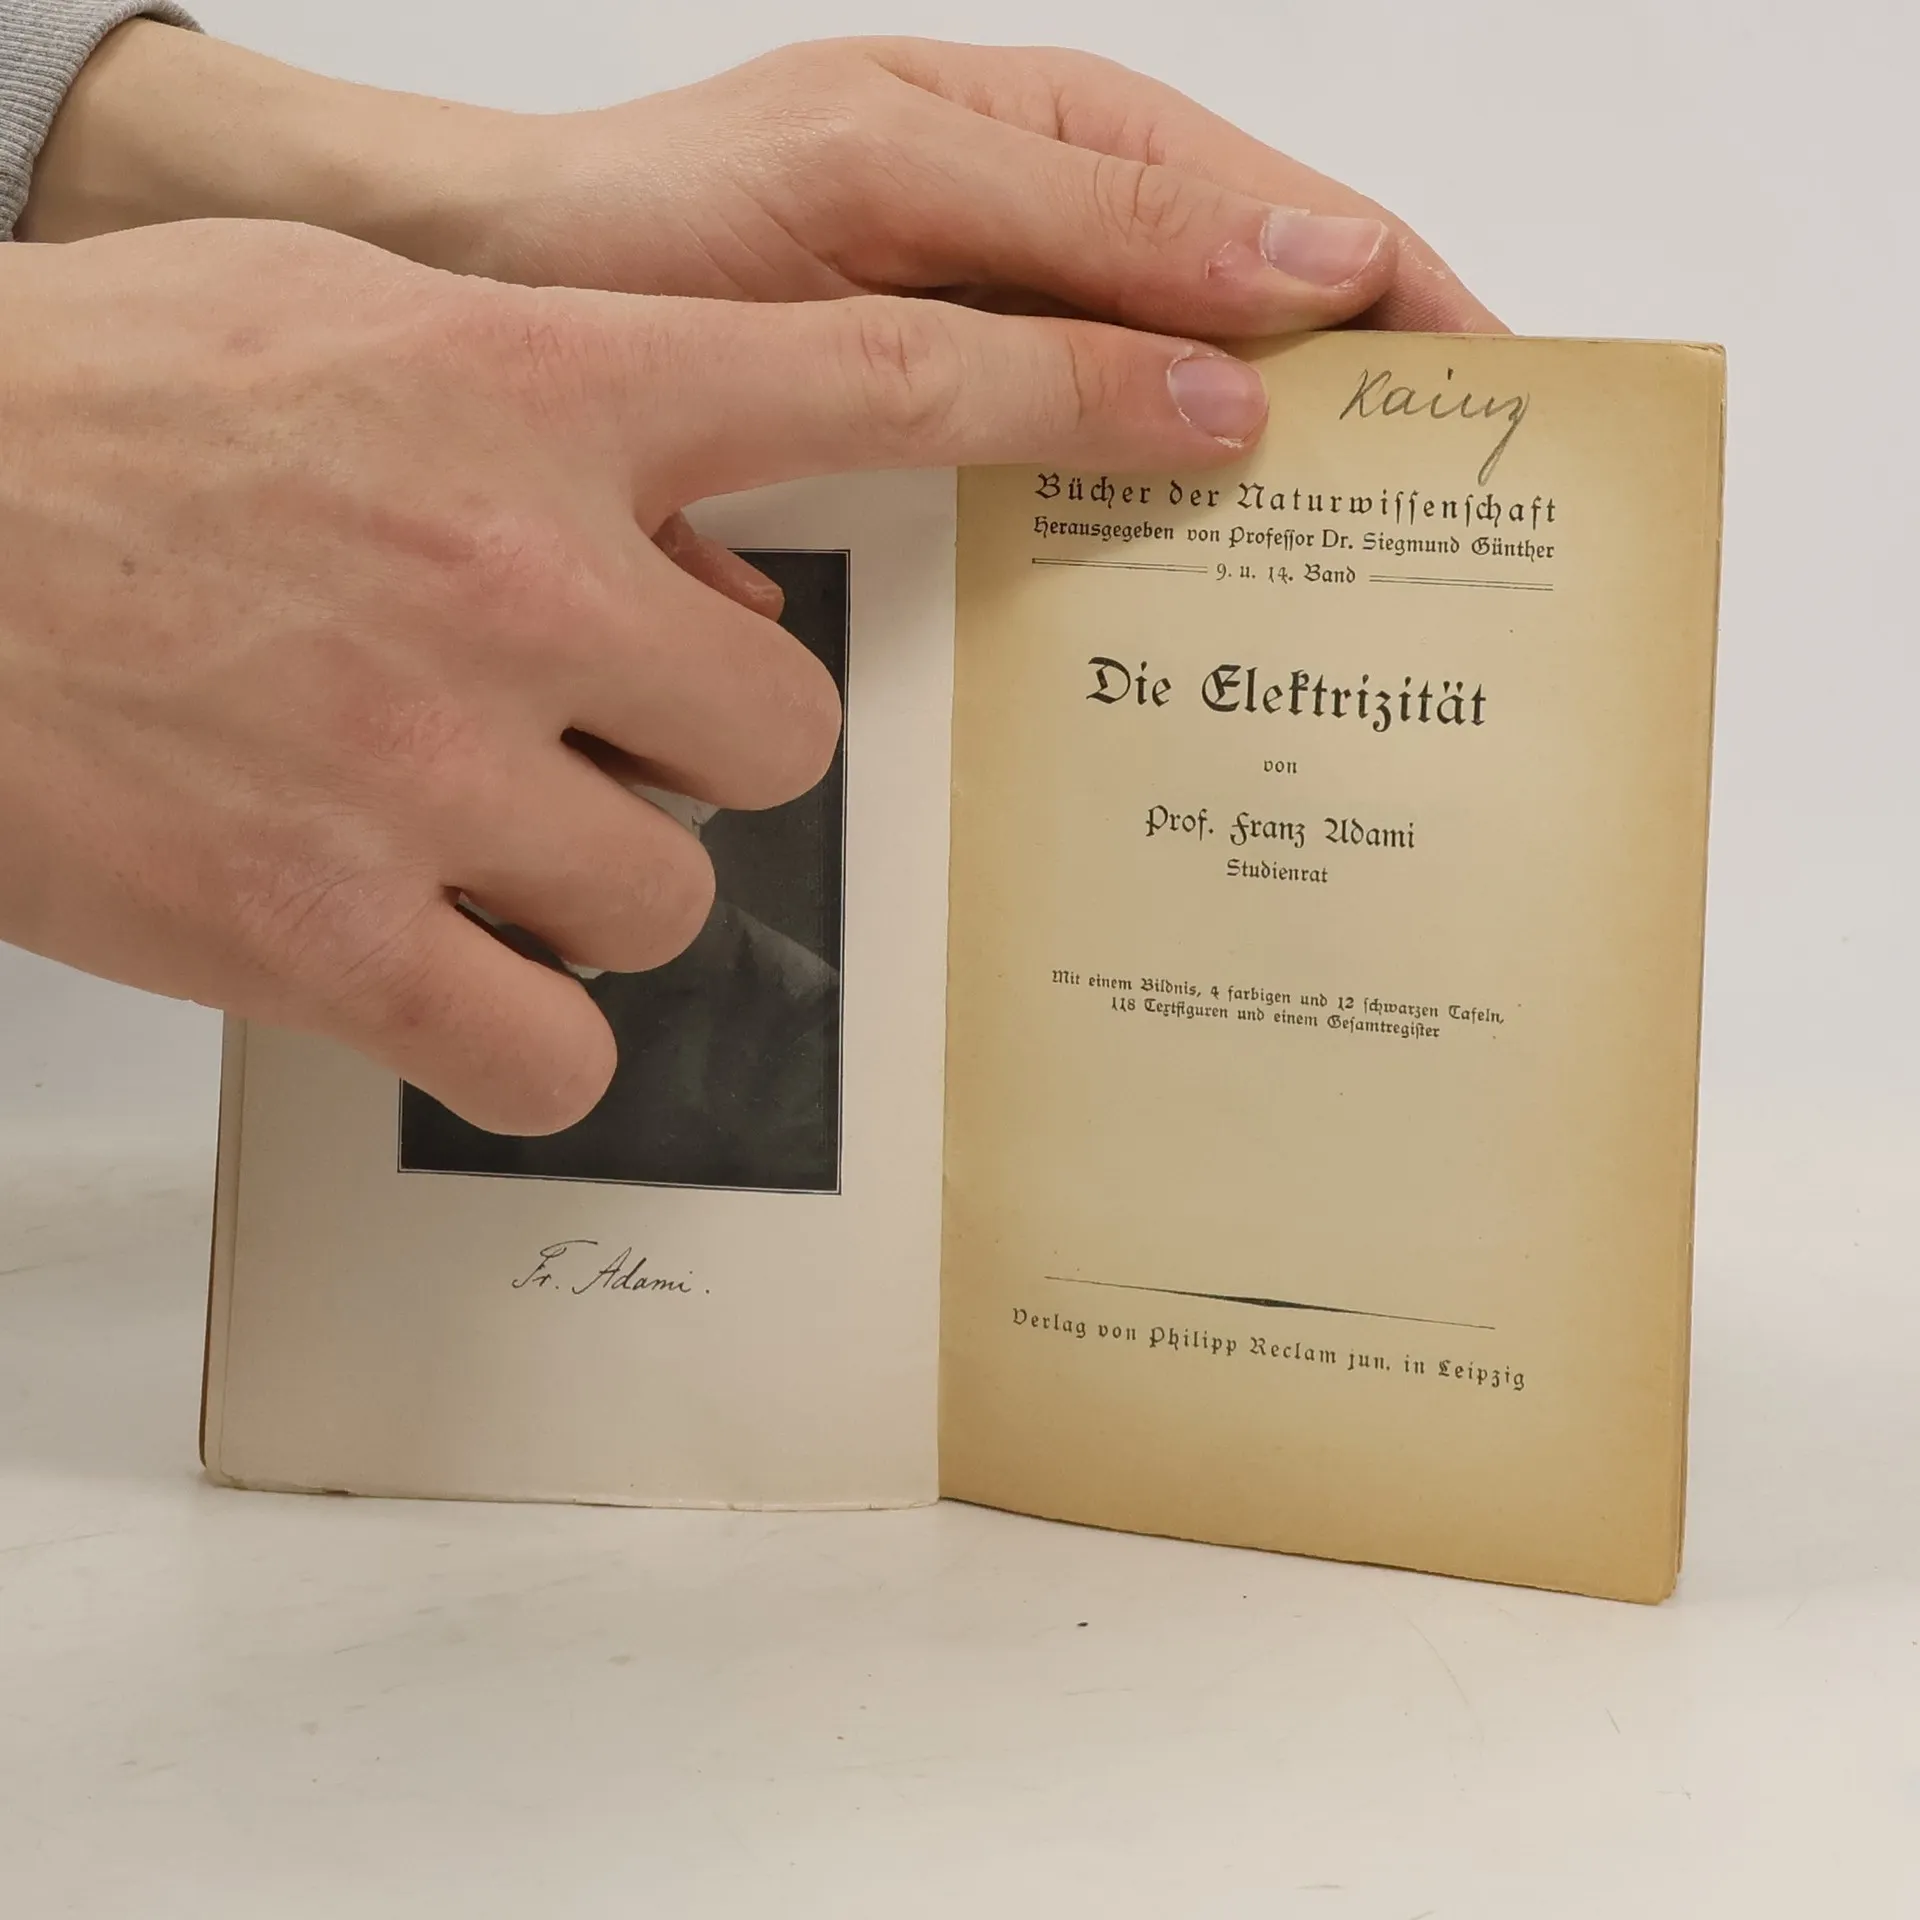 Fr. Adami.
Kainz
Bücher der Naturwiſſenſchaft
Herausgegeben von Profeſſor Dr. Siegmund Günther
9. u. 14. Band
Die Elektrizität
von
Prof. Franz Adami
Studienrat
Mit einem Bildnis, 4 farbigen und 12 ſchwarzen Tafeln,
118 Textfiguren und einem Geſamtregiſter
Verlag von Philipp Reclam jun. in Leipzig